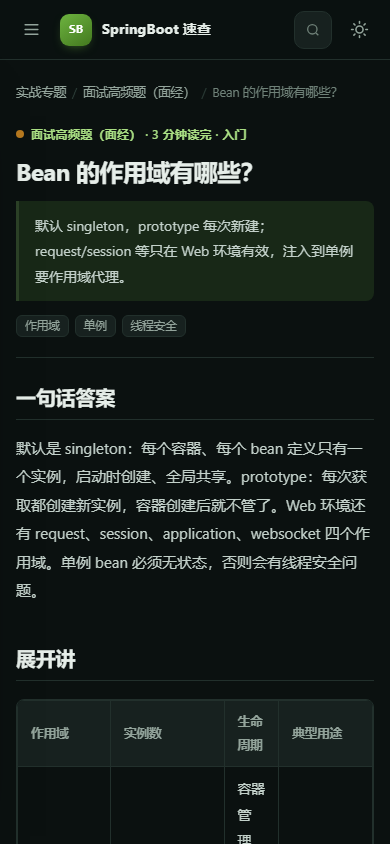 SB SpringBoot 速查
实战专题 / 面试高频题（面经） / Bean 的作用域有哪些？
面试高频题（面经） · 3 分钟读完 · 入门
Bean 的作用域有哪些？
默认 singleton，prototype 每次新建；
request/session 等只在 Web 环境有效，注入到单例
要作用域代理。
作用域 单例 线程安全
一句话答案
默认是 singleton：每个容器、每个 bean 定义只有一
个实例，启动时创建、全局共享。prototype：每次获
取都创建新实例，容器创建后就不管了。Web 环境还
有 request、session、application、websocket 四个作
用域。单例 bean 必须无状态，否则会有线程安全问
题。
展开讲
作用域 实例数 生命周期 典型用途
容器
管
理